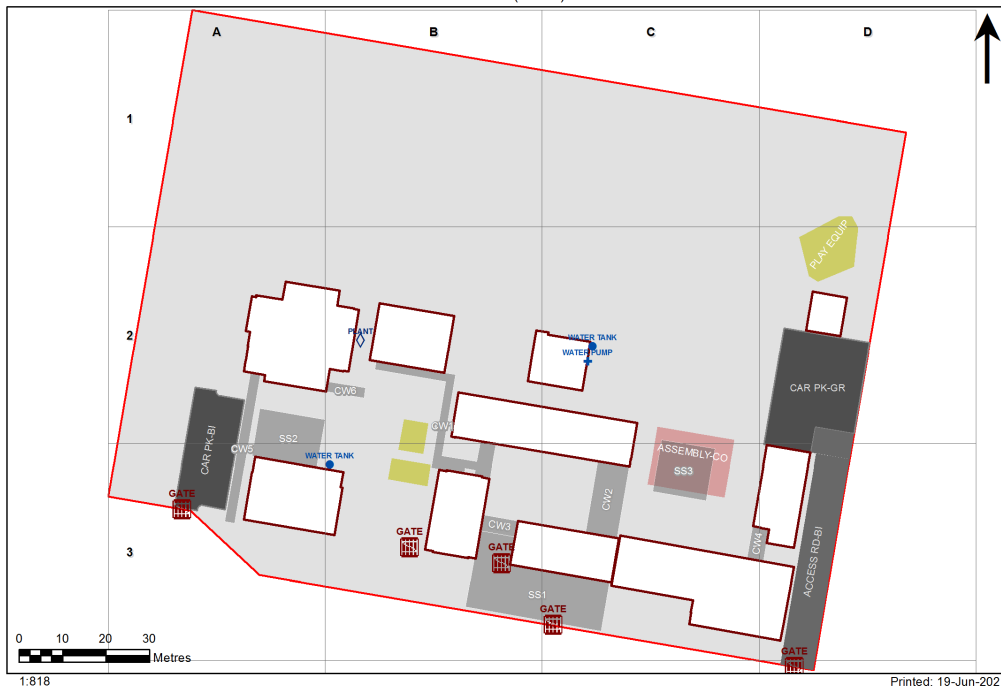 A
B
C
D
1
PLAY EQUIP
2
PLANT
WATER TANK
WATER PUMP
CAR PK-GR
CW6
CW1
SS2
CW5
CAR PK-BI
WATER TANK
ASSEMBLY-CO
SS3
GATE
CW2
3
GATE
CW3
GATE
CW4
ACCESS RD-BI
SS1
GATE
GATE
0 10 20 30
Metres
1:818
Printed: 19-Jun-202